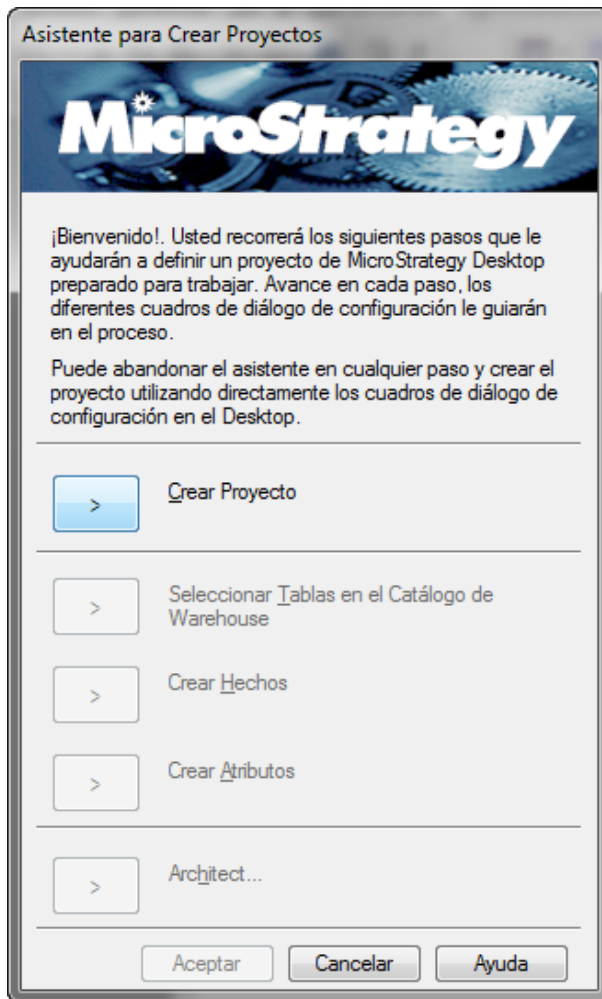 Asistente para Crear Proyectos
MicroStrategy
¡Bienvenido!. Usted recorrerá los siguientes pasos que le
ayudarán a definir un proyecto de MicroStrategy Desktop
preparado para trabajar. Avance en cada paso, los
diferentes cuadros de diálogo de configuración le guiarán
en el proceso.
Puede abandonar el asistente en cualquier paso y crear el
proyecto utilizando directamente los cuadros de diálogo de
configuración en el Desktop.
> Crear Proyecto
> Seleccionar Tablas en el Catálogo de
Warehouse
> Crear Hechos
> Crear Atributos
> Architect...
Aceptar Cancelar Ayuda